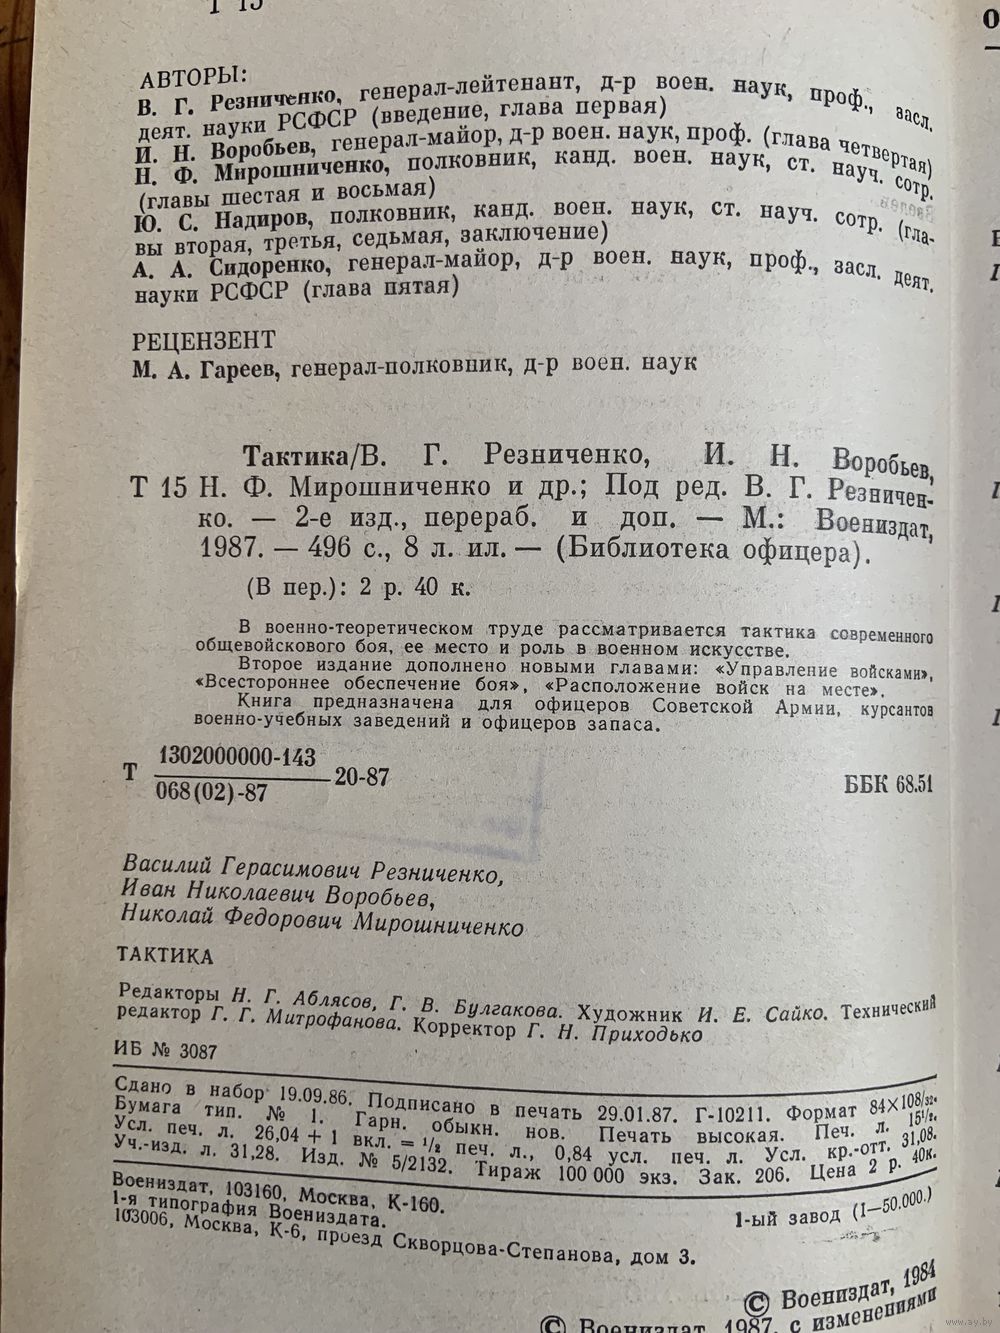 Т 15
АВТОРЫ:
В. Г. Резниченко, генерал-лейтенант, д-р воен. наук, проф., засл.
деят. науки РСФСР (введение, глава первая)
И. Н. Воробьев, генерал-майор, д-р воен. наук, проф. (глава четвертая)
Н. Ф. Мирошниченко, полковник, канд. воен. наук, ст. науч. сотр.
(главы шестая и восьмая)
Ю. С. Надиров, полковник, канд. воен. наук, ст. науч. сотр. (гла-
вы вторая, третья, седьмая, заключение)
А. А. Сидоренко, генерал-майор, д-р воен. наук, проф., засл. деят.
науки РСФСР (глава пятая)
РЕЦЕНЗЕНТ
М. А. Гареев, генерал-полковник, д-р воен. наук
Тактика/В. Г. Резниченко, И. Н. Воробьев,
Т 15 Н. Ф. Мирошниченко и др.; Под ред. В. Г. Резничен-
ко. — 2-е изд., перераб. и доп. — М.: Воениздат,
1987. — 496 с., 8 л. ил. — (Библиотека офицера).
(В пер.): 2 р. 40 к.
В военно-теоретическом труде рассматривается тактика современного
общевойскового боя, ее место и роль в военном искусстве.
Второе издание дополнено новыми главами: «Управление войсками»,
«Всестороннее обеспечение боя», «Расположение войск на месте».
Книга предназначена для офицеров Советской Армии, курсантов
военно-учебных заведений и офицеров запаса.
Т 1302000000-143
068(02)-87 20-87
ББК 68.51
Василий Герасимович Резниченко,
Иван Николаевич Воробьев,
Николай Федорович Мирошниченко
ТАКТИКА
Редакторы Н. Г. Аблясов, Г. В. Булгакова. Художник И. Е. Сайко. Технический
редактор Г. Г. Митрофанова. Корректор Г. Н. Приходько
ИБ № 3087
Сдано в набор 19.09.86. Подписано в печать 29.01.87. Г-10211. Формат 84×108/32.
Бумага тип. № 1. Гарн. обыкн. нов. Печать высокая. Печ. л. 15½.
Усл. печ. л. 26,04 + 1 вкл. = ½ печ. л., 0,84 усл. печ. л. Усл. кр.-отт. 31,08.
Уч.-изд. л. 31,28. Изд. № 5/2132. Тираж 100 000 экз. Зак. 206. Цена 2 р. 40к.
Воениздат, 103160, Москва, К-160.
1-я типография Воениздата.
103006, Москва, К-6, проезд Скворцова-Степанова, дом 3.
1-ый завод (1—50.000.)
© Воениздат, 1984
© Воениздат, 1987, с изменениями
www.ay.by